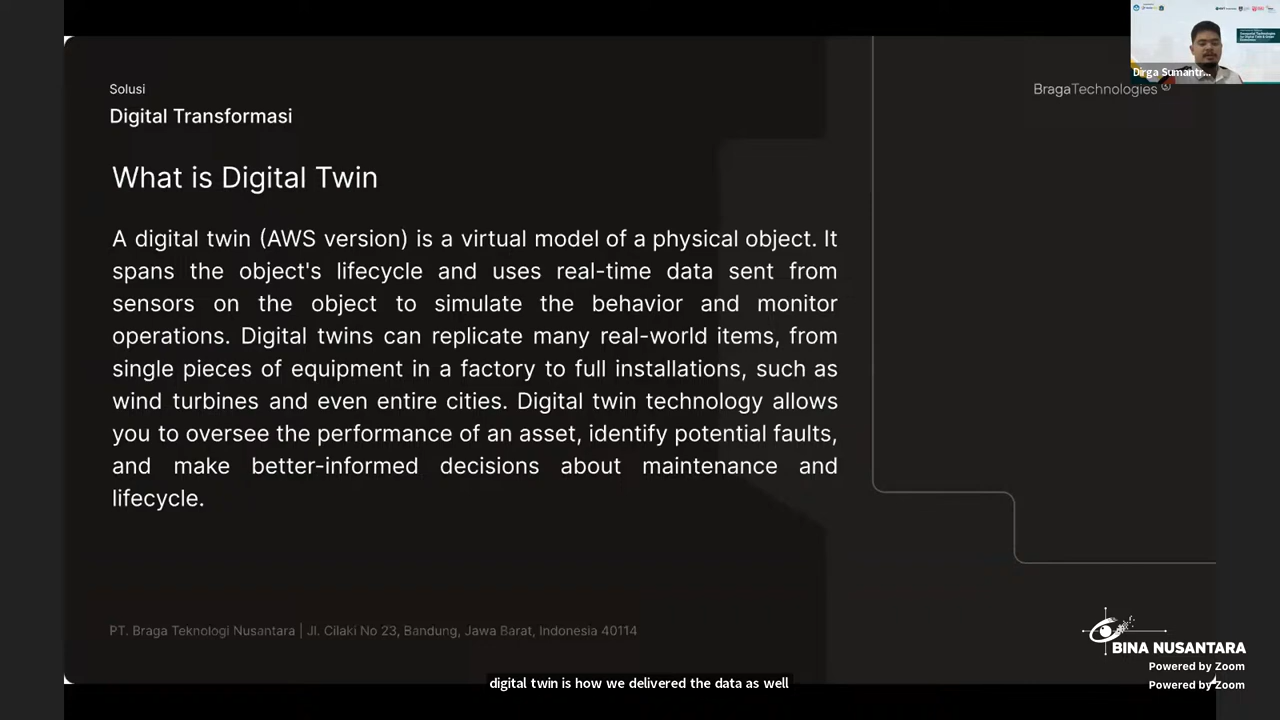 Solusi
Digital Transformasi
BragaTechnologies
Dirga Sumantr...
What is Digital Twin
A digital twin (AWS version) is a virtual model of a physical object. It
spans the object's lifecycle and uses real-time data sent from
sensors on the object to simulate the behavior and monitor
operations. Digital twins can replicate many real-world items, from
single pieces of equipment in a factory to full installations, such as
wind turbines and even entire cities. Digital twin technology allows
you to oversee the performance of an asset, identify potential faults,
and make better-informed decisions about maintenance and
lifecycle.
PT. Braga Teknologi Nusantara | Jl. Cilaki No 23, Bandung, Jawa Barat, Indonesia 40114
BINA NUSANTARA
Powered by Zoom
Powered by Zoom
digital twin is how we delivered the data as well